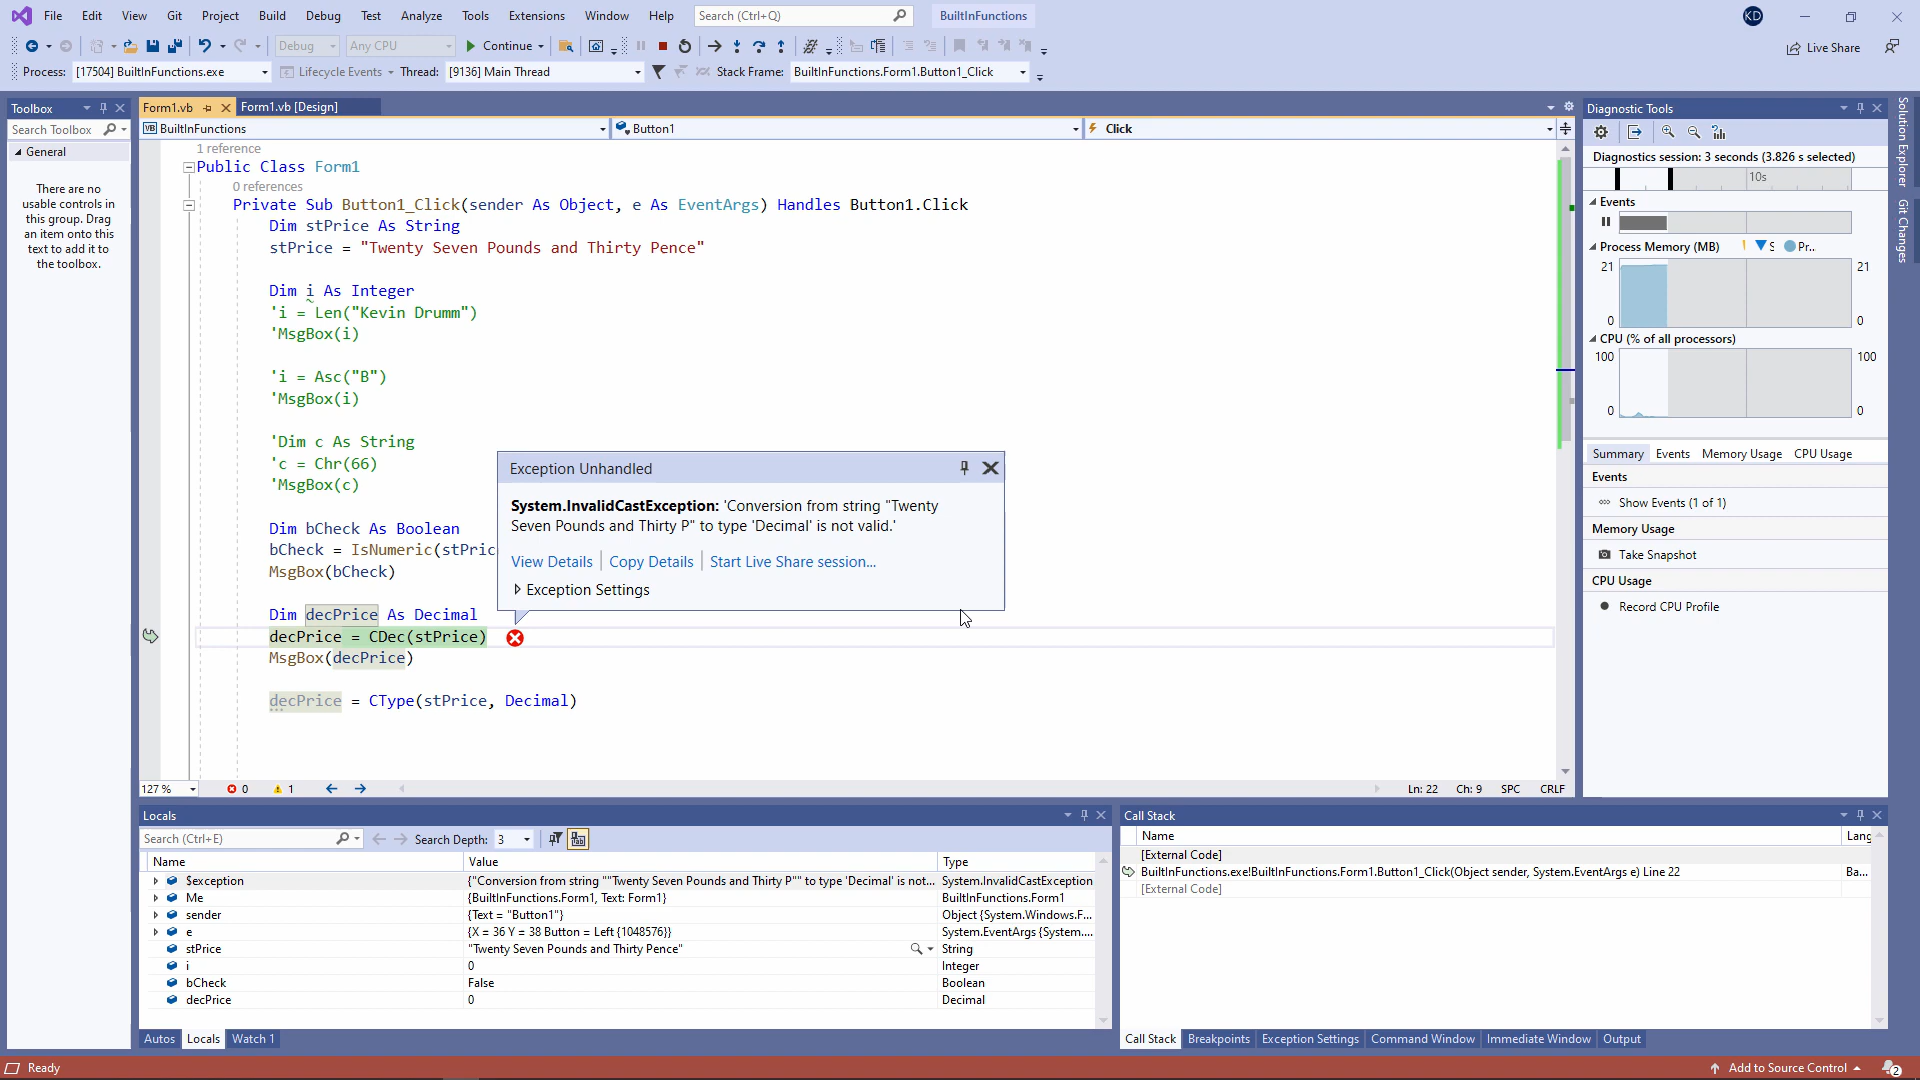 File Edit View Git Project Build Debug Test Analyze Tools Extensions Window Help Search (Ctrl+Q) BuiltInFunctions KD
Debug Any CPU Continue Live Share
Process: [17504] BuiltInFunctions.exe Lifecycle Events Thread: [9136] Main Thread Stack Frame: BuiltInFunctions.Form1.Button1_Click
Toolbox
Search Toolbox
General
There are no
usable controls in
this group. Drag
an item onto this
text to add it to
the toolbox.
Form1.vb Form1.vb [Design]
VB BuiltInFunctions Button1 Click
1 reference
Public Class Form1
0 references
Private Sub Button1_Click(sender As Object, e As EventArgs) Handles Button1.Click
Dim stPrice As String
stPrice = "Twenty Seven Pounds and Thirty Pence"
Dim i As Integer
'i = Len("Kevin Drumm")
'MsgBox(i)
'i = Asc("B")
'MsgBox(i)
'Dim c As String
'c = Chr(66)
'MsgBox(c)
Dim bCheck As Boolean
bCheck = IsNumeric(stPric
MsgBox(bCheck)
Dim decPrice As Decimal
decPrice = CDec(stPrice)
MsgBox(decPrice)
decPrice = CType(stPrice, Decimal)
Exception Unhandled
System.InvalidCastException: 'Conversion from string "Twenty
Seven Pounds and Thirty P" to type 'Decimal' is not valid.'
View Details Copy Details Start Live Share session...
Exception Settings
127 % 0 1 Ln: 22 Ch: 9 SPC CRLF
Diagnostic Tools
Diagnostics session: 3 seconds (3.826 s selected)
10s
Events
Process Memory (MB) S Pr...
21 21
0 0
CPU (% of all processors)
100 100
0 0
Summary Events Memory Usage CPU Usage
Events
Show Events (1 of 1)
Memory Usage
Take Snapshot
CPU Usage
Record CPU Profile
Solution Explorer
Git Changes
Locals
Search (Ctrl+E) Search Depth: 3
Name Value Type
$exception {"Conversion from string ""Twenty Seven Pounds and Thirty P"" to type 'Decimal' is not... System.InvalidCastException
Me {BuiltInFunctions.Form1, Text: Form1} BuiltInFunctions.Form1
sender {Text = "Button1"} Object {System.Windows.F...
e {X = 36 Y = 38 Button = Left {1048576}} System.EventArgs {System....
stPrice "Twenty Seven Pounds and Thirty Pence" String
i 0 Integer
bCheck False Boolean
decPrice 0 Decimal
Autos Locals Watch 1
Call Stack
Name Lang
[External Code]
BuiltInFunctions.exe!BuiltInFunctions.Form1.Button1_Click(Object sender, System.EventArgs e) Line 22 Ba...
[External Code]
Call Stack Breakpoints Exception Settings Command Window Immediate Window Output
Ready Add to Source Control 2